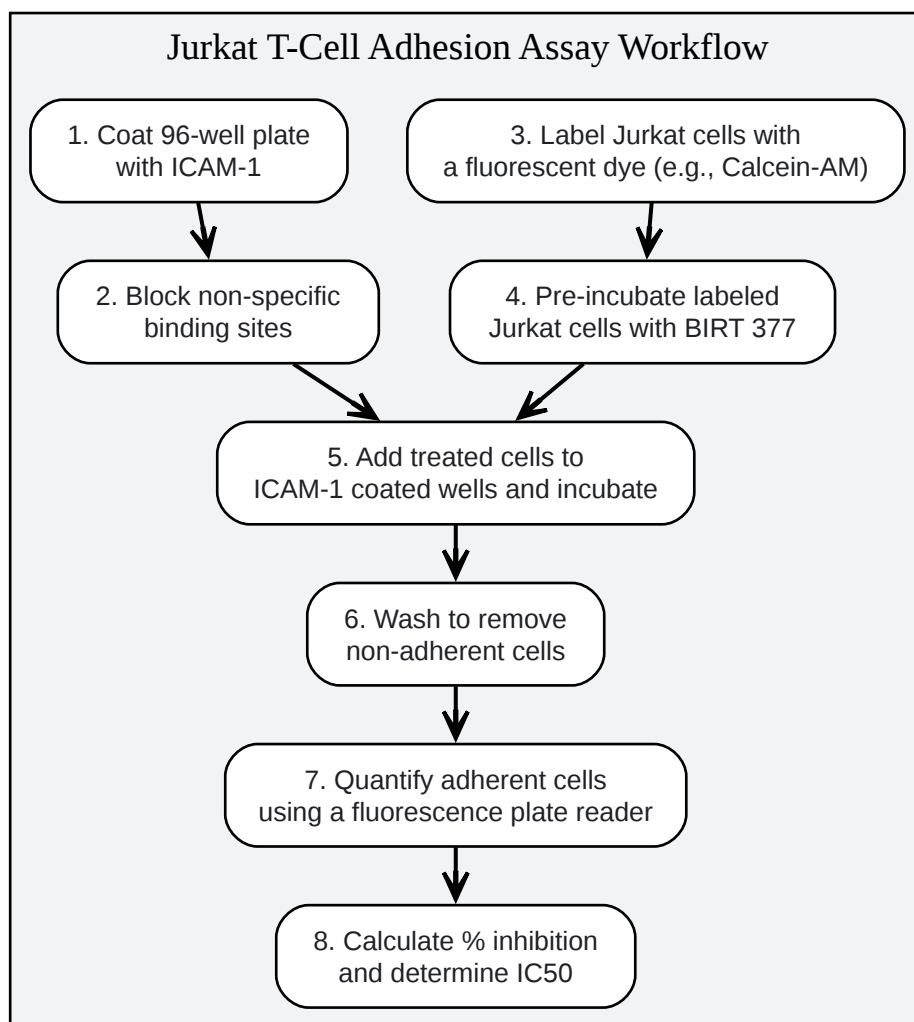 Jurkat T-Cell Adhesion Assay Workflow
1. Coat 96-well plate
with ICAM-1
3. Label Jurkat cells with
a fluorescent dye (e.g., Calcein-AM)
2. Block non-specific
binding sites
4. Pre-incubate labeled
Jurkat cells with BIRT 377
5. Add treated cells to
ICAM-1 coated wells and incubate
6. Wash to remove
non-adherent cells
7. Quantify adherent cells
using a fluorescence plate reader
8. Calculate % inhibition
and determine IC50